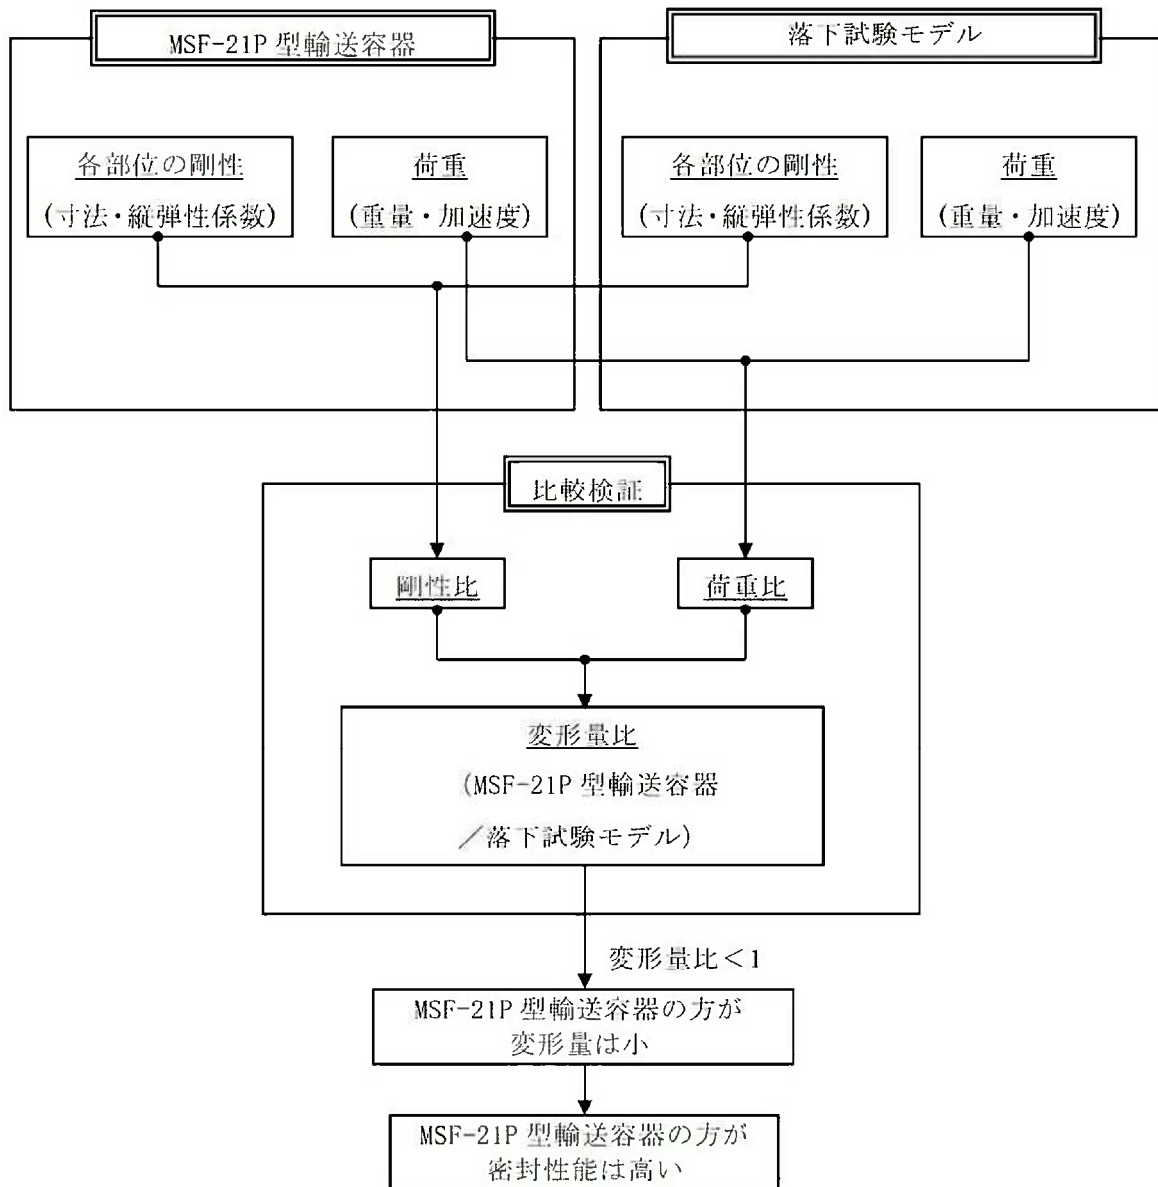 MSF-21P 型輸送容器
落下試験モデル
各部位の剛性
(寸法・縦弾性係数)
荷重
(重量・加速度)
各部位の剛性
(寸法・縦弾性係数)
荷重
(重量・加速度)
比較検証
剛性比
荷重比
変形量比
(MSF-21P 型輸送容器
／落下試験モデル)
変形量比＜1
MSF-21P 型輸送容器の方が
変形量は小
MSF-21P 型輸送容器の方が
密封性能は高い